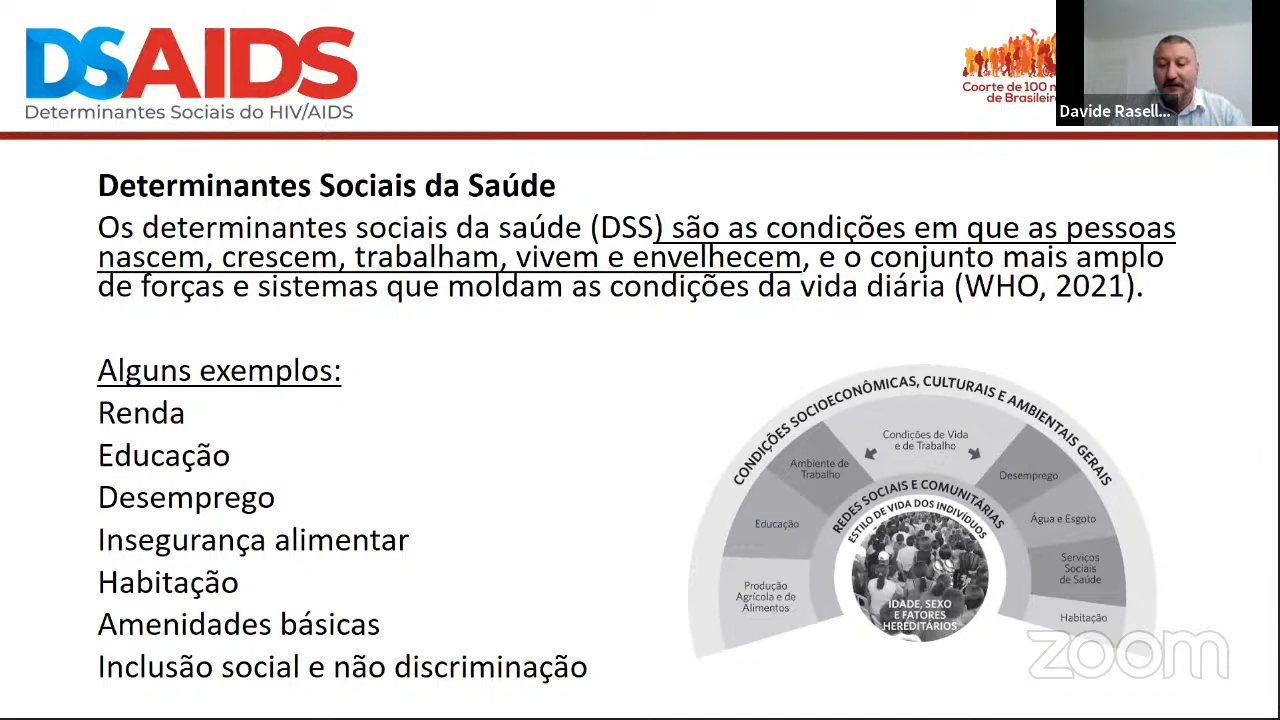 DSAIDS
Determinantes Sociais do HIV/AIDS
Coorte de 100 m
de Brasileir
Davide Rasell...
Determinantes Sociais da Saúde
Os determinantes sociais da saúde (DSS) são as condições em que as pessoas
nascem, crescem, trabalham, vivem e envelhecem, e o conjunto mais amplo
de forças e sistemas que moldam as condições da vida diária (WHO, 2021).
Alguns exemplos:
Renda
Educação
Desemprego
Insegurança alimentar
Habitação
Amenidades básicas
Inclusão social e não discriminação
CONDIÇÕES SOCIOECONÔMICAS, CULTURAIS E AMBIENTAIS GERAIS
Condições de Vida
e de Trabalho
Ambiente de
Trabalho
Desemprego
REDES SOCIAIS E COMUNITÁRIAS
ESTILO DE VIDA DOS INDIVÍDUOS
Educação
Água e Esgoto
Serviços
Sociais
de Saúde
Produção
Agrícola e de
Alimentos
IDADE, SEXO
E FATORES
HEREDITÁRIOS
Habitação
zoom